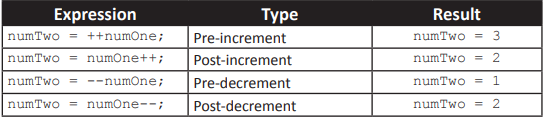 Expression Type Result
numTwo = ++numOne; Pre-increment numTwo = 3
numTwo = numOne++; Post-increment numTwo = 2
numTwo = --numOne; Pre-decrement numTwo = 1
numTwo = numOne--; Post-decrement numTwo = 2